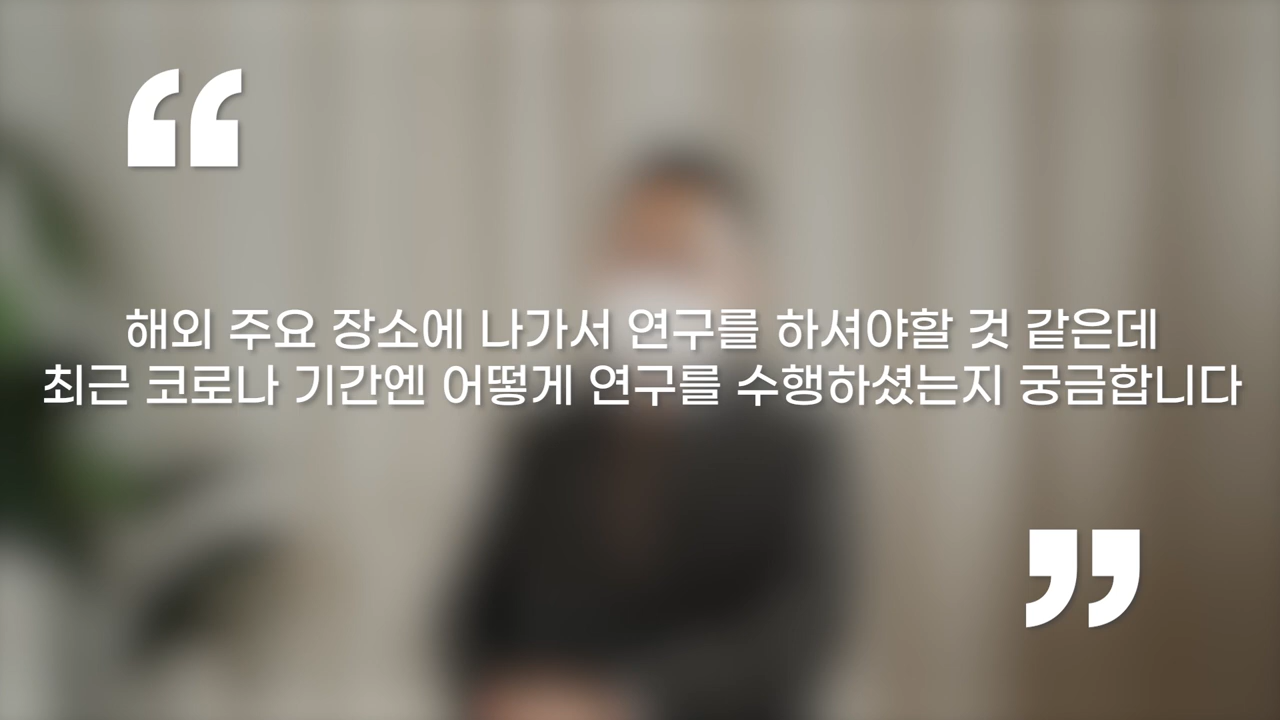 “
해외 주요 장소에 나가서 연구를 하셔야할 것 같은데
최근 코로나 기간엔 어떻게 연구를 수행하셨는지 궁금합니다
”